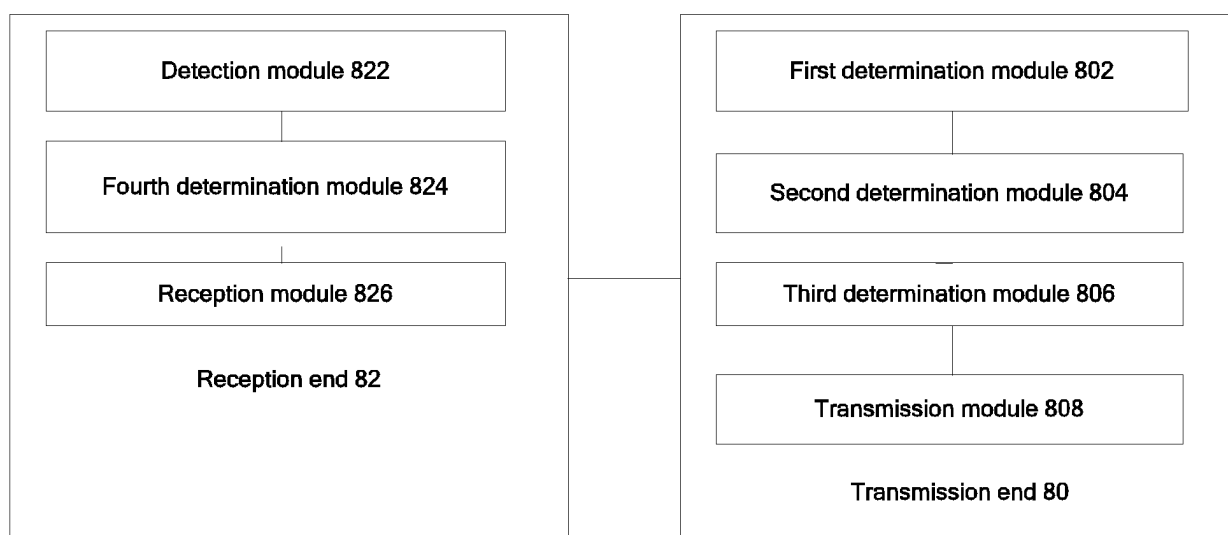 Detection module 822
Fourth determination module 824
Reception module 826
Reception end 82
First determination module 802
Second determination module 804
Third determination module 806
Transmission module 808
Transmission end 80